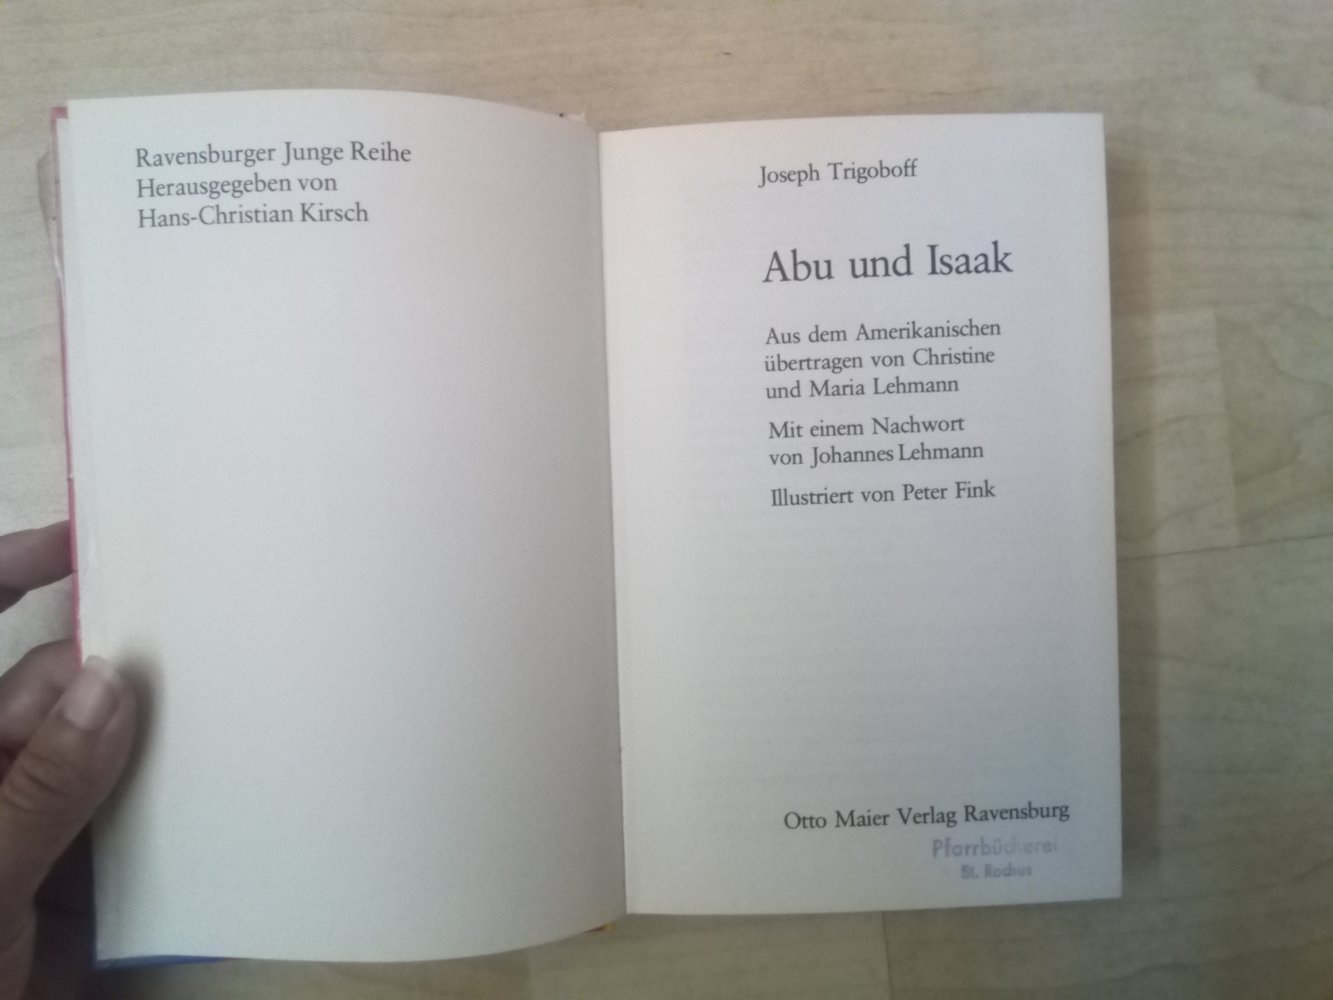 Ravensburger Junge Reihe
Herausgegeben von
Hans-Christian Kirsch
Joseph Trigoboff
Abu und Isaak
Aus dem Amerikanischen
übertragen von Christine
und Maria Lehmann
Mit einem Nachwort
von Johannes Lehmann
Illustriert von Peter Fink
Otto Maier Verlag Ravensburg
Pfarrbücherei
St. Rochus